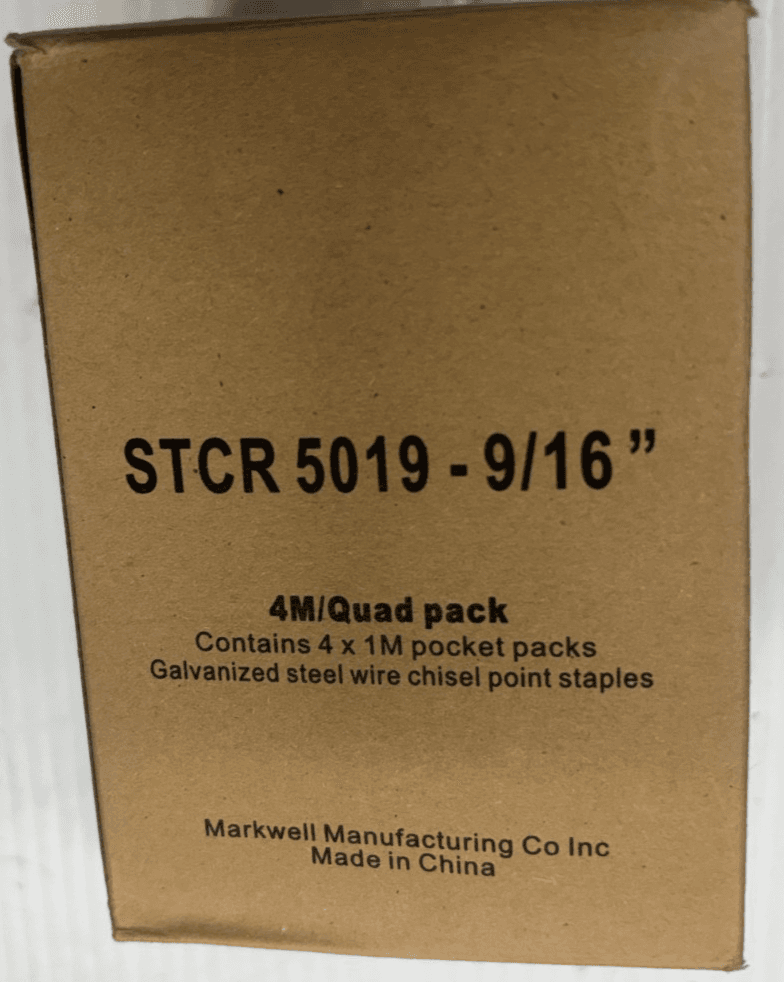 STCR 5019 - 9/16 ”
4M/Quad pack
Contains 4 x 1M pocket packs
Galvanized steel wire chisel point staples
Markwell Manufacturing Co Inc
Made in China